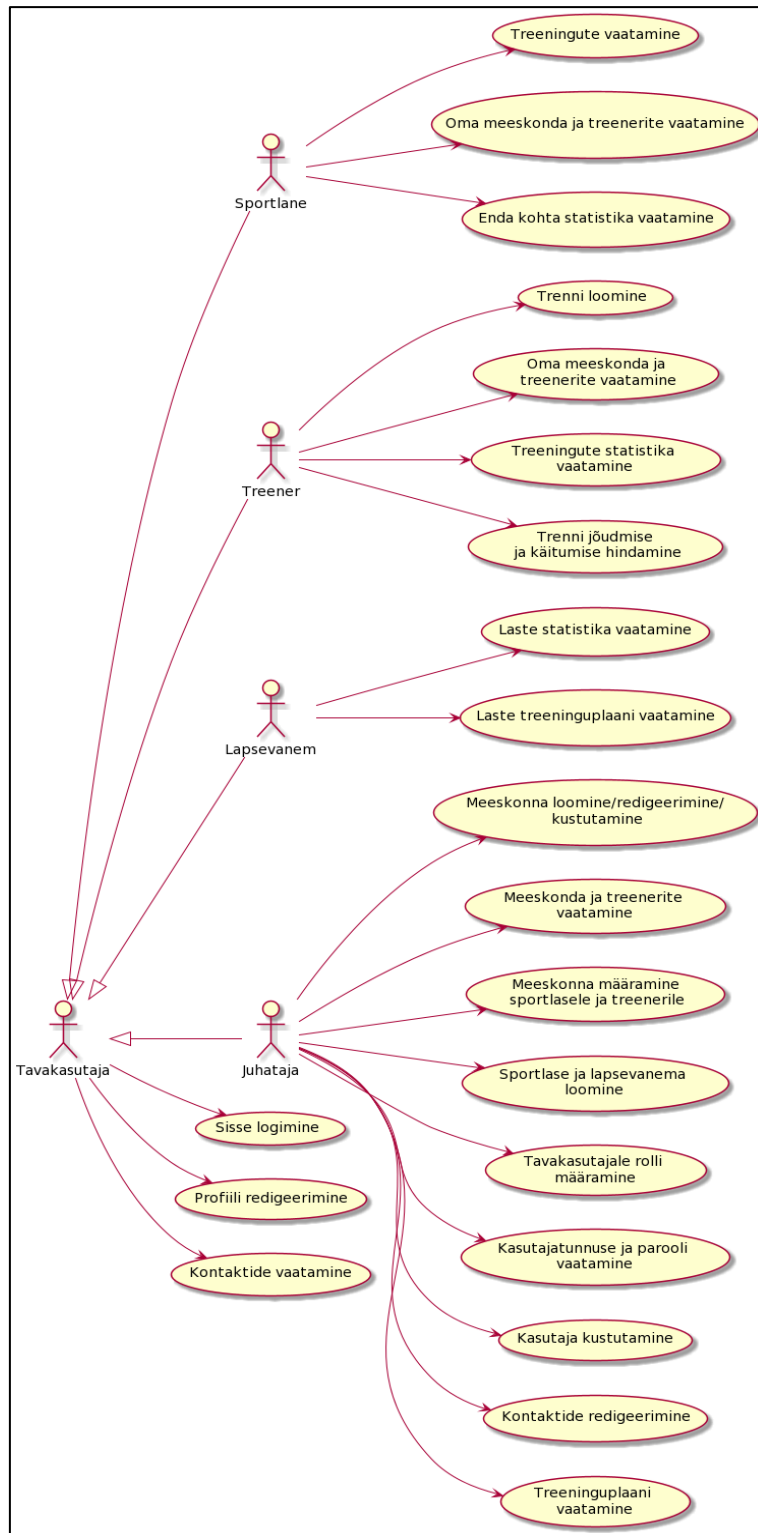 Treeningute vaatamine
Oma meeskonda ja treenerite vaatamine
Sportlane
Enda kohta statistika vaatamine
Trenni loomine
Oma meeskonda ja
treenerite vaatamine
Treener
Treeningute statistika
vaatamine
Trenni jõudmise
ja käitumise hindamine
Laste statistika vaatamine
Lapsevanem
Laste treeninguplaani vaatamine
Meeskonna loomine/redigeerimine/
kustutamine
Meeskonda ja treenerite
vaatamine
Meeskonna määramine
sportlasele ja treenerile
Tavakasutaja
Juhataja
Sportlase ja lapsevanema
loomine
Sisse logimine
Tavakasutajale rolli
määramine
Profiili redigeerimine
Kasutajatunnuse ja parooli
vaatamine
Kontaktide vaatamine
Kasutaja kustutamine
Kontaktide redigeerimine
Treeninguplaani
vaatamine